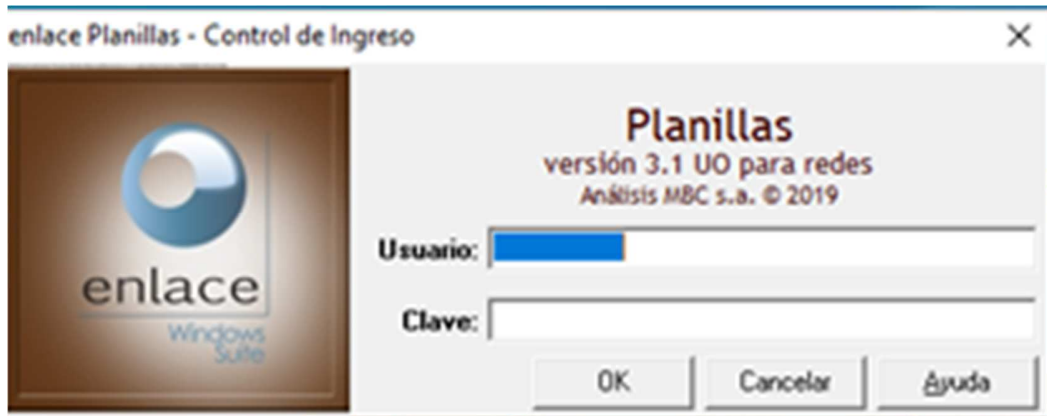 enlace Planillas - Control de Ingreso
enlace
Windows
Suite
Planillas
versión 3.1 UO para redes
Análisis MBC s.a. © 2019
Usuario:
Clave:
OK
Cancelar
Ayuda